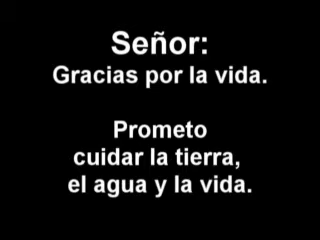 Señor:
Gracias por la vida.
Prometo
cuidar la tierra,
el agua y la vida.